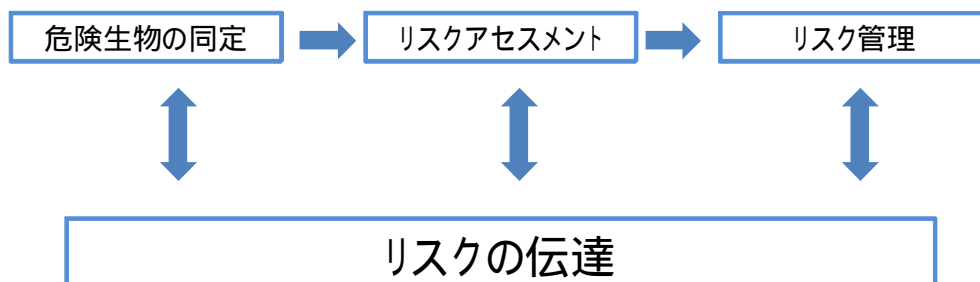 危険生物の同定
リスクアセスメント
リスク管理
リスクの伝達